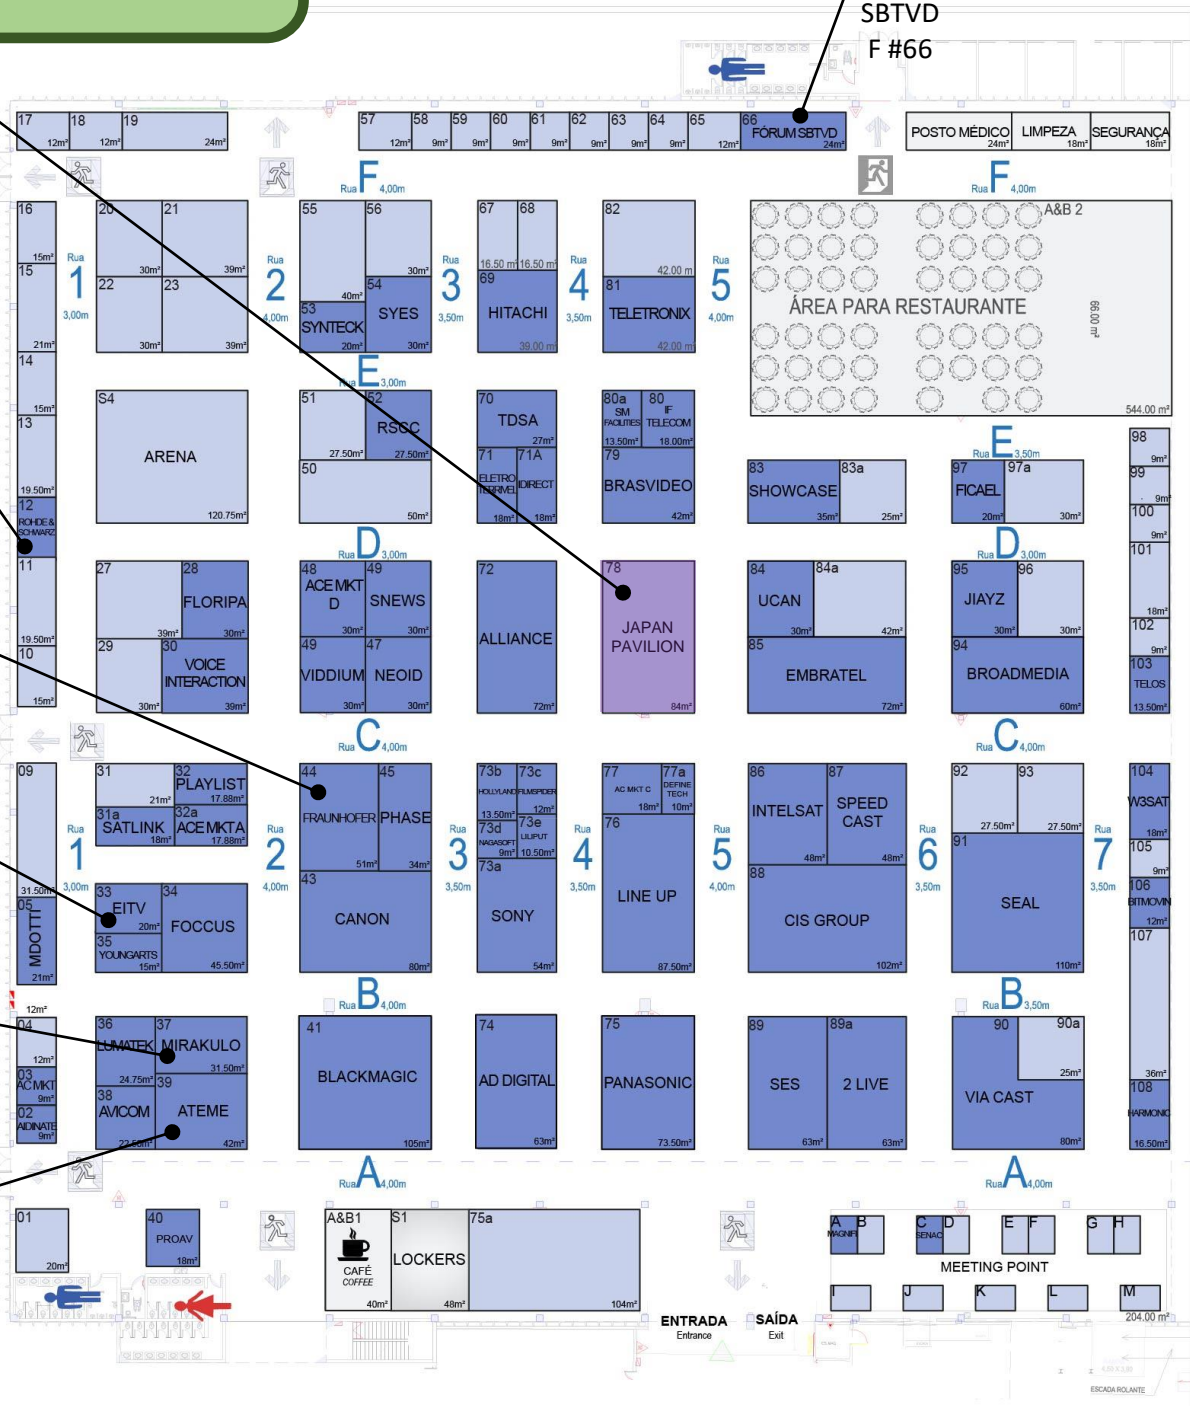 SBTVD
F #66
17
12m²
18
12m²
19
24m²
57
12m²
58
9m²
59
9m²
60
9m²
61
9m²
62
9m²
63
9m²
64
9m²
65
12m²
66
FÓRUM SBTVD
24m²
POSTO MÉDICO
24m²
LIMPEZA
18m²
SEGURANÇA
18m²
Rua F 4,00m
Rua F 4,00m
16
15m²
15
21m²
14
15m²
13
19.50m²
12
ROHDE &
SCHWARZ
11
19.50m²
10
15m²
Rua
1
3,00m
20
30m²
21
39m²
22
30m²
23
39m²
Rua
2
4,00m
55
40m²
56
30m²
53
SYNTECK
20m²
54
SYES
30m²
Rua
3
3,50m
67
16.50 m²
68
16.50 m²
69
HITACHI
39.00 m²
Rua
4
3,50m
82
42.00 m
81
TELETRONIX
42.00 m²
Rua
5
4,00m
A&B 2
ÁREA PARA RESTAURANTE
66.00 m²
544.00 m²
Rua E 3,00m
Rua E 3,50m
S4
ARENA
120.75m²
51
27.50m²
52
RSCC
27.50m²
50
50m²
70
TDSA
27m²
71
ELETRO
TERRIVEL
18m²
71A
IDIRECT
18m²
80a
SM
FACILITIES
13.50m²
80
IF
TELECOM
18.00m²
79
BRASVIDEO
42m²
83
SHOWCASE
35m²
83a
25m²
97
FICAEL
20m²
97a
30m²
98
9m²
99
9m²
100
9m²
101
18m²
102
9m²
103
TELOS
13.50m²
Rua D 3,00m
Rua D 3,00m
27
39m²
28
FLORIPA
30m²
29
30m²
30
VOICE
INTERACTION
39m²
48
ACE MKT
D
30m²
49
SNEWS
30m²
49
VIDDIUM
30m²
47
NEOID
30m²
72
ALLIANCE
72m²
78
JAPAN
PAVILION
84m²
84
UCAN
30m²
84a
42m²
85
EMBRATEL
72m²
95
JIAYZ
30m²
96
30m²
94
BROADMEDIA
60m²
Rua C 4,00m
Rua C 4,00m
09
31.50m²
05
MDOTTI
21m²
Rua
1
3,00m
31
21m²
32
PLAYLIST
17.88m²
31a
SATLINK
18m²
32a
ACE MKTA
17.88m²
33
EITV
20m²
34
FOCCUS
45.50m²
35
YOUNGARTS
15m²
Rua
2
4,00m
44
FRAUNHOFER
51m²
45
PHASE
34m²
43
CANON
80m²
Rua
3
3,50m
73b
HOLLYLAND
13.50m²
73c
FILMSPIDER
12m²
73d
NAGASOFT
9m²
73e
LILIPUT
10.50m²
73a
SONY
54m²
Rua
4
3,50m
77
AC MKT C
18m²
77a
DEFINE
TECH
10m²
76
LINE UP
87.50m²
Rua
5
4,00m
86
INTELSAT
48m²
87
SPEED
CAST
48m²
88
CIS GROUP
102m²
Rua
6
3,50m
92
27.50m²
93
27.50m²
91
SEAL
110m²
Rua
7
3,50m
104
W3SAT
18m²
105
9m²
106
BITMOVIN
12m²
107
36m²
108
HARMONIC
16.50m²
Rua B 4,00m
Rua B 3,50m
12m²
04
12m²
03
AC MKT
9m²
02
AIDINATE
9m²
36
LUMATEK
24.75m²
37
MIRAKULO
31.50m²
38
AVICOM
22.50m²
39
ATEME
42m²
41
BLACKMAGIC
105m²
74
AD DIGITAL
63m²
75
PANASONIC
73.50m²
89
SES
63m²
89a
2 LIVE
63m²
90
VIA CAST
80m²
90a
25m²
Rua A 4,00m
Rua A 4,00m
01
20m²
40
PROAV
18m²
A&B1
CAFÉ
COFFEE
40m²
S1
LOCKERS
48m²
75a
104m²
ENTRADA
Entrance
SAÍDA
Exit
A
MAGNIFI
B
C
SENAC
D
E
F
G
H
MEETING POINT
I
J
K
L
M
204.00 m²
ESCADA ROLANTE